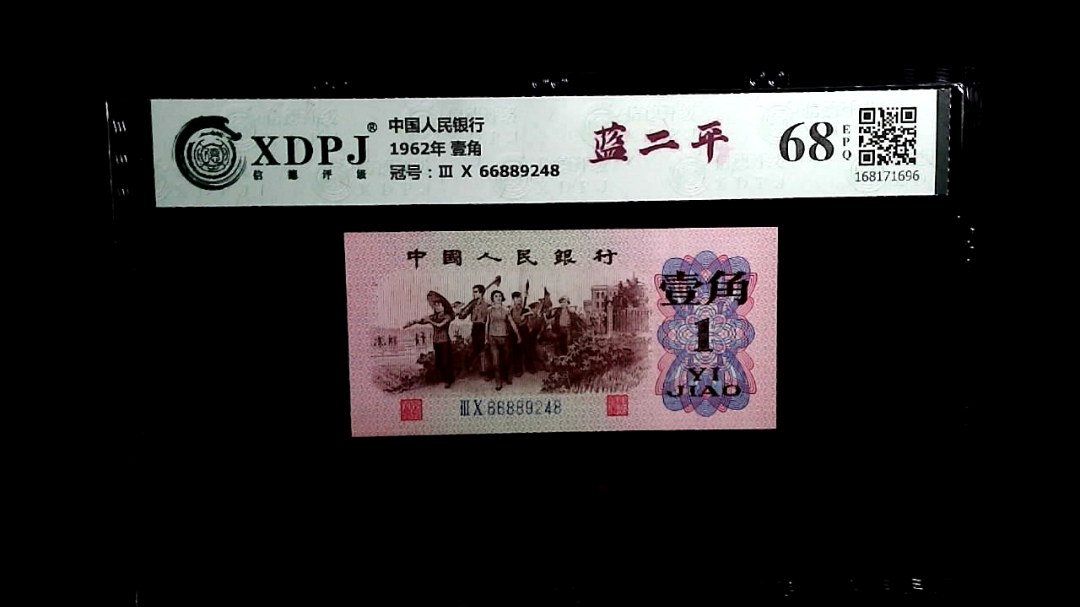 XDPJ®
信德评级
中国人民银行
1962年 壹角
冠号：Ⅲ X 66889248
蓝二平
68
EPQ
168171696
中國人民銀行
壹角
1
YI
JIAO
Ⅲ X 66889248